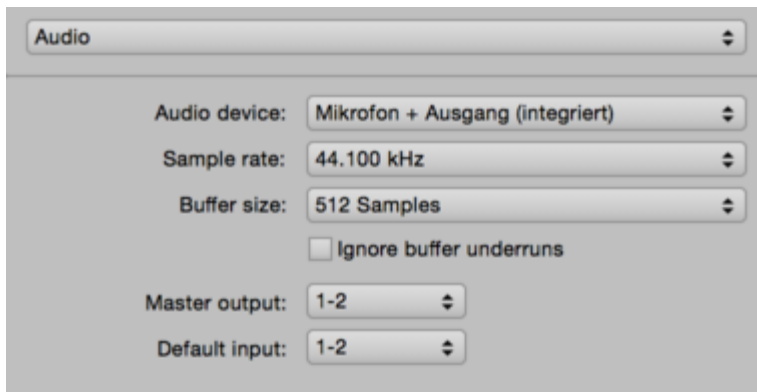 Audio
Audio device: Mikrofon + Ausgang (integriert)
Sample rate: 44.100 kHz
Buffer size: 512 Samples
Ignore buffer underruns
Master output: 1-2
Default input: 1-2